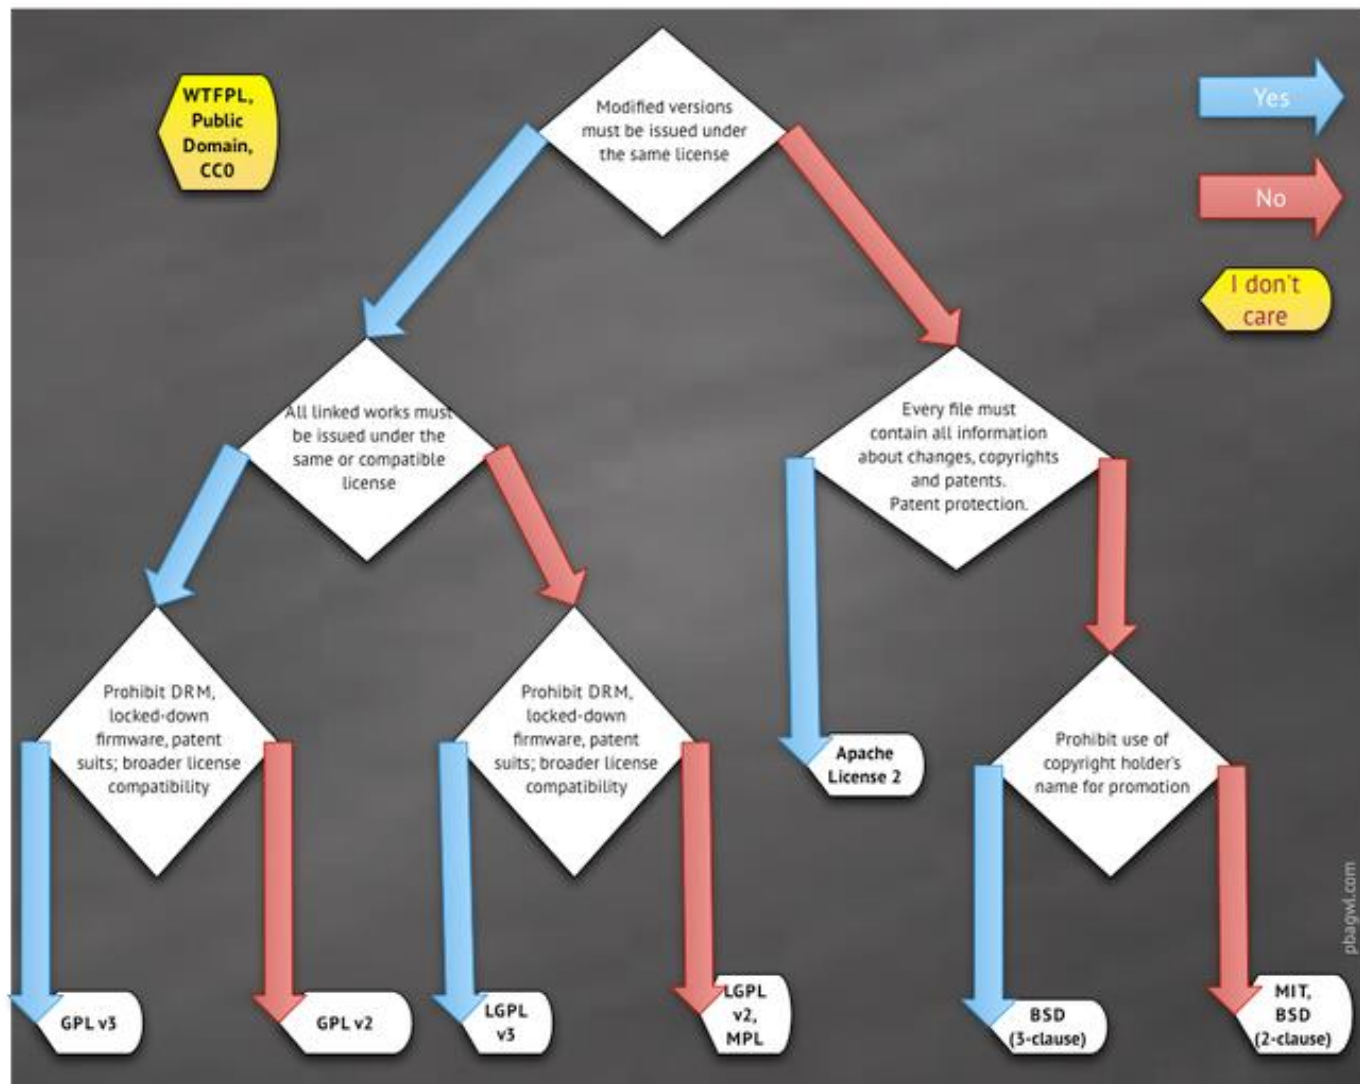 WTFPL,
Public
Domain,
CC0
Modified versions
must be issued under
the same license
Yes
No
I don't
care
All linked works must
be issued under the
same or compatible
license
Every file must
contain all information
about changes, copyrights
and patents.
Patent protection.
Prohibit DRM,
locked-down
firmware, patent
suits; broader license
compatibility
Prohibit DRM,
locked-down
firmware, patent
suits; broader license
compatibility
Apache
License 2
Prohibit use of
copyright holder's
name for promotion
GPL v3
GPL v2
LGPL
v3
LGPL
v2,
MPL
BSD
(3-clause)
MIT,
BSD
(2-clause)
pbagwl.com